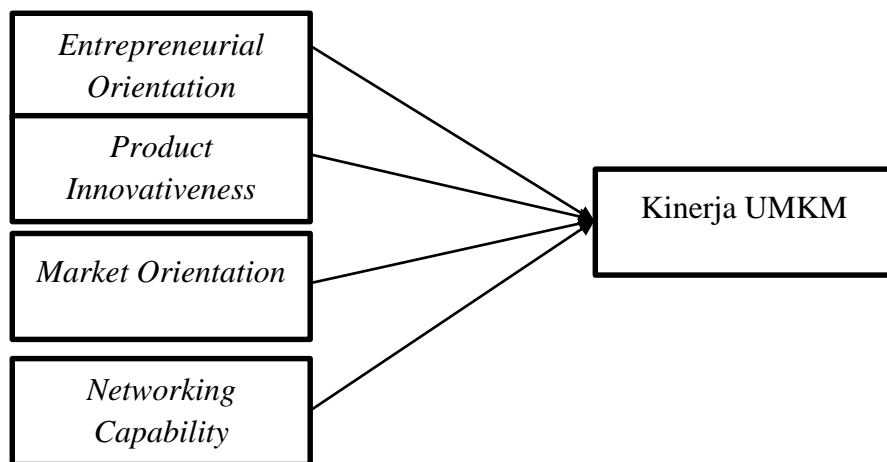 Entrepreneurial
Orientation
Product
Innovativeness
Market Orientation
Networking
Capability
Kinerja UMKM